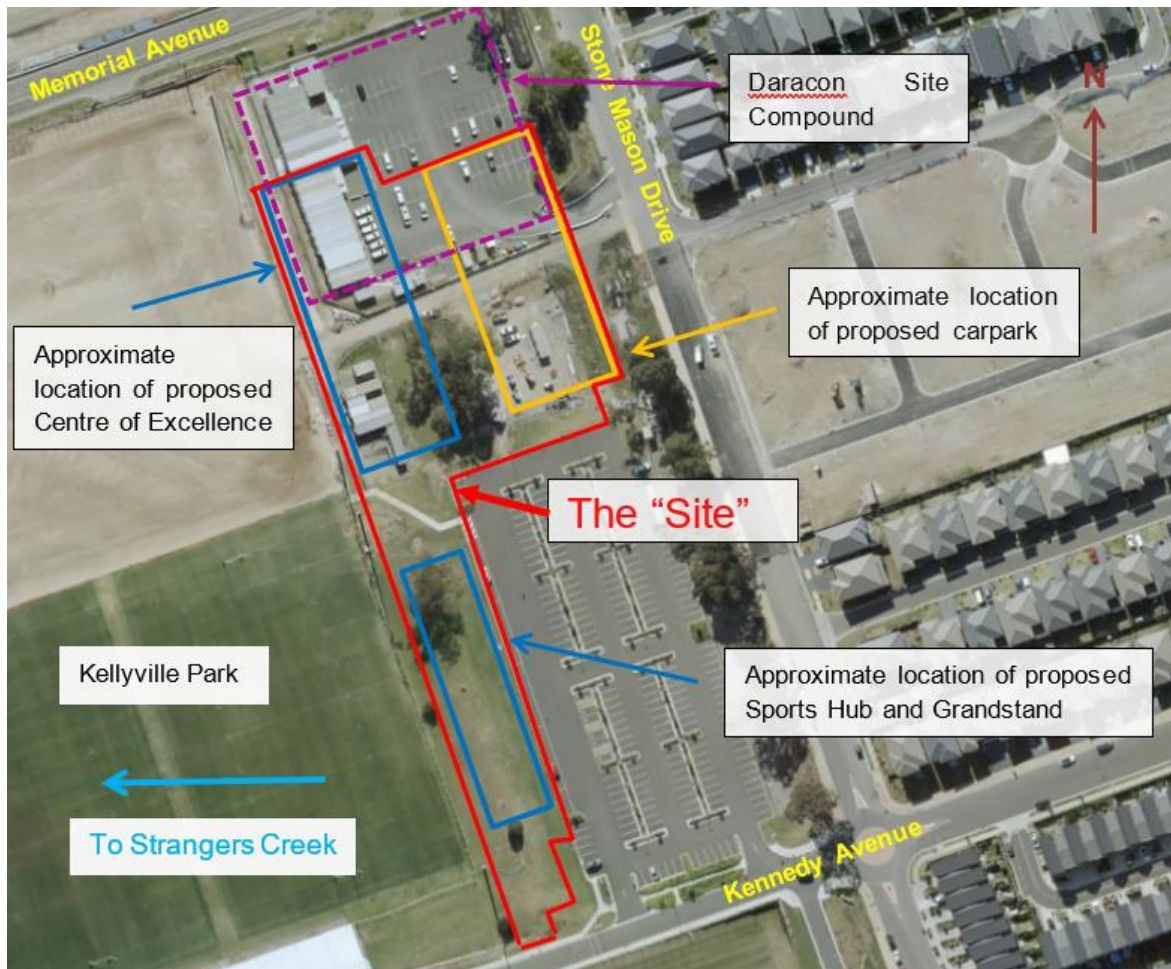 Memorial Avenue
Stone Mason Drive
Daracon Site
Compound
N
Approximate
location of proposed
Centre of Excellence
Approximate location
of proposed carpark
The “Site”
Kellyville Park
Approximate location of proposed
Sports Hub and Grandstand
To Strangers Creek
Kennedy Avenue